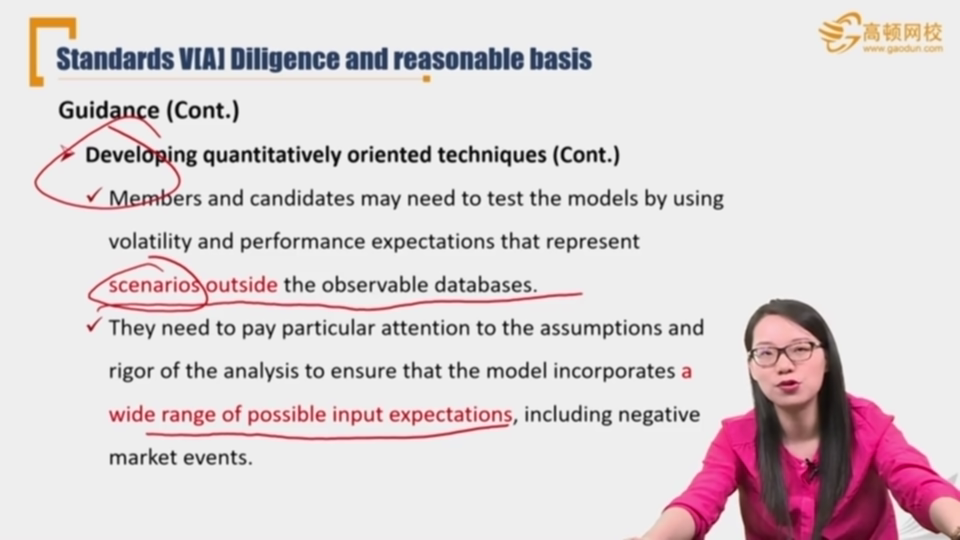 高顿网校
www.gaodun.com
Standards V[A] Diligence and reasonable basis
Guidance (Cont.)
Developing quantitatively oriented techniques (Cont.)
Members and candidates may need to test the models by using
volatility and performance expectations that represent
scenarios outside the observable databases.
They need to pay particular attention to the assumptions and
rigor of the analysis to ensure that the model incorporates a
wide range of possible input expectations, including negative
market events.